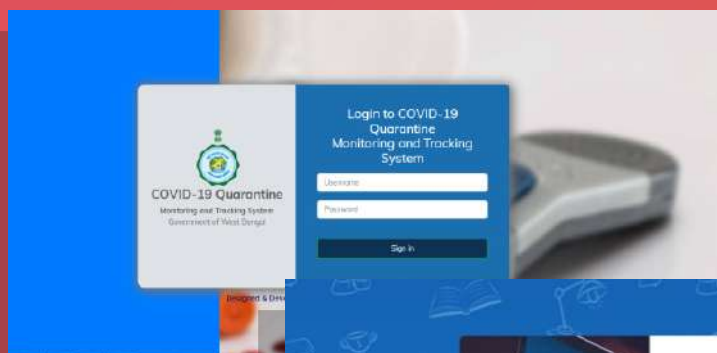 Login to COVID-19
Quarantine
Monitoring and Tracking
System
Username
Password
Sign in
COVID-19 Quarantine
Monitoring and Tracking System
Government of West Bengal
Designed &